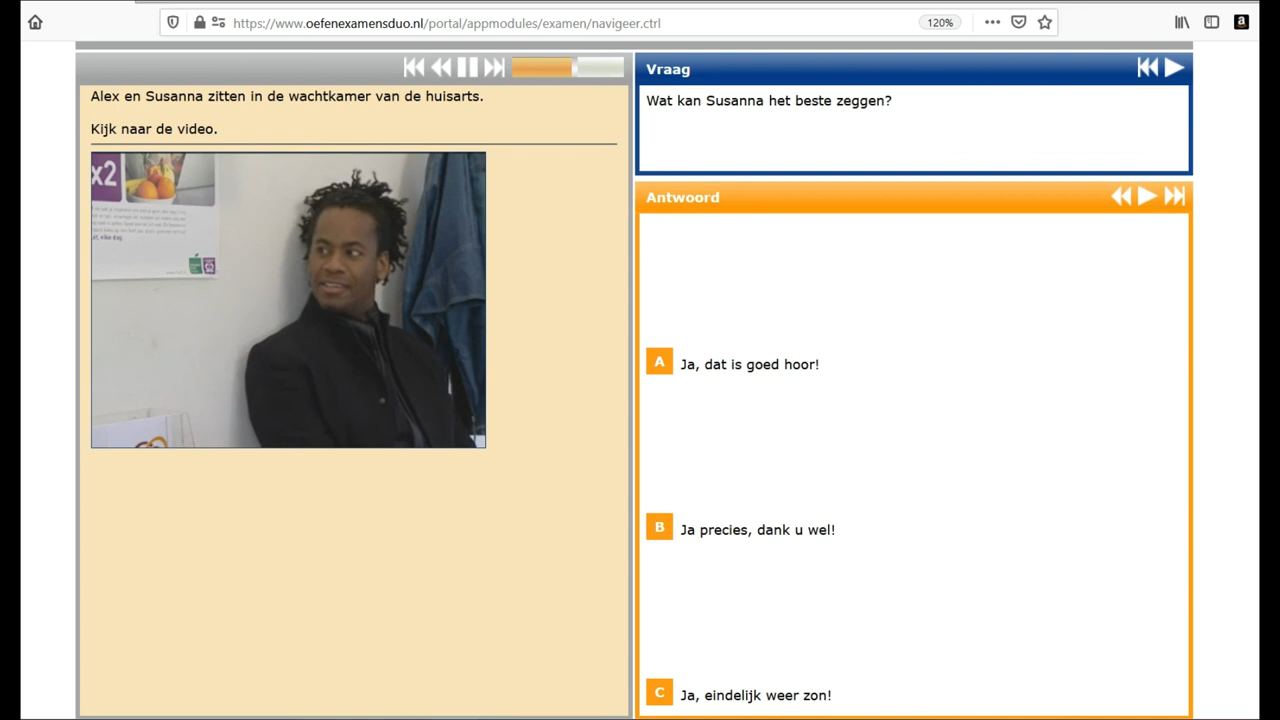 https://www.oefenexamensduo.nl/portal/appmodules/examen/navigeer.ctrl
120%
Alex en Susanna zitten in de wachtkamer van de huisarts.
Kijk naar de video.
x2
Vraag
Wat kan Susanna het beste zeggen?
Antwoord
A Ja, dat is goed hoor!
B Ja precies, dank u wel!
C Ja, eindelijk weer zon!